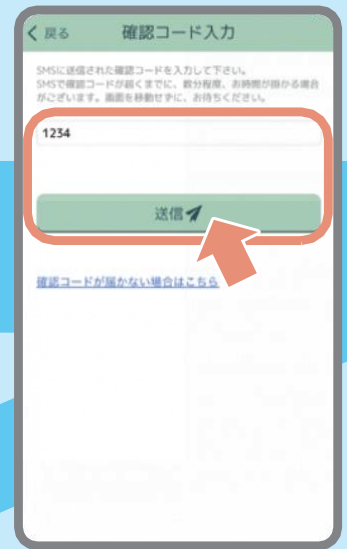 戻る 確認コード入力
SMSに送信された確認コードを入力して下さい。
SMSで確認コードが届くまでに、数分程度、お時間が掛かる場合
がございます。画面を移動せずに、お待ちください。
1234
送信
確認コードが届かない場合はこちら